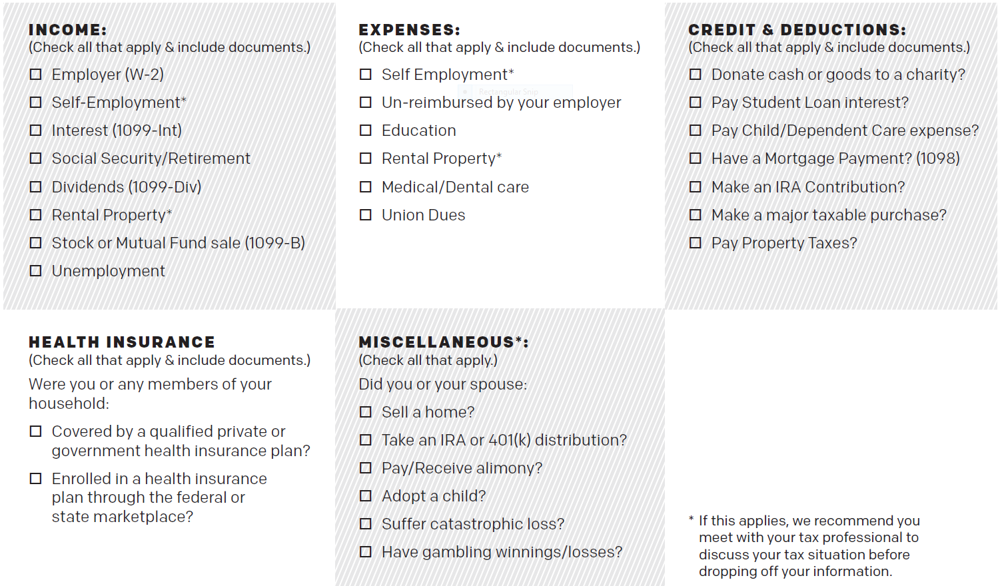 INCOME:
(Check all that apply & include documents.)
Employer (W-2)
Self-Employment*
Interest (1099-Int)
Social Security/Retirement
Dividends (1099-Div)
Rental Property*
Stock or Mutual Fund sale (1099-B)
Unemployment
EXPENSES:
(Check all that apply & include documents.)
Self Employment*
Rectangular Snip
Un-reimbursed by your employer
Education
Rental Property*
Medical/Dental care
Union Dues
CREDIT & DEDUCTIONS:
(Check all that apply & include documents.)
Donate cash or goods to a charity?
Pay Student Loan interest?
Pay Child/Dependent Care expense?
Have a Mortgage Payment? (1098)
Make an IRA Contribution?
Make a major taxable purchase?
Pay Property Taxes?
HEALTH INSURANCE
(Check all that apply & include documents.)
Were you or any members of your
household:
Covered by a qualified private or
government health insurance plan?
Enrolled in a health insurance
plan through the federal or
state marketplace?
MISCELLANEOUS*:
(Check all that apply.)
Did you or your spouse:
Sell a home?
Take an IRA or 401(k) distribution?
Pay/Receive alimony?
Adopt a child?
Suffer catastrophic loss?
Have gambling winnings/losses?
* If this applies, we recommend you
meet with your tax professional to
discuss your tax situation before
dropping off your information.